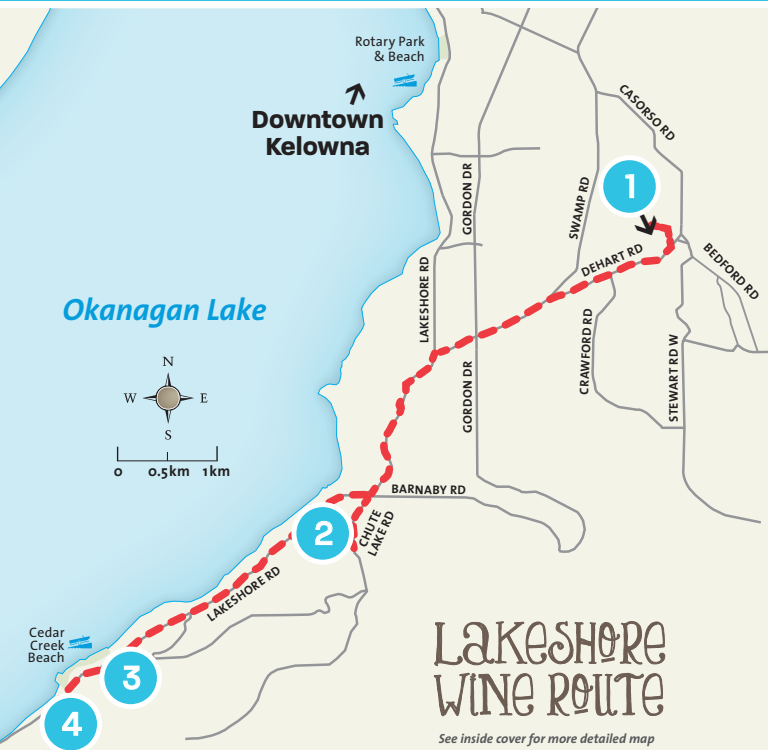 Rotary Park
& Beach
Downtown
Kelowna
CASORSO RD
1
GORDON DR
SWAMP RD
DEHART RD
BEDFORD RD
LAKESHORE RD
Okanagan Lake
CRAWFORD RD
STEWART RD W
GORDON DR
N
W
E
S
0
0.5km
1km
BARNABY RD
2
CHUTE
LAKE RD
LAKESHORE RD
Cedar
Creek
Beach
3
4
LAKESHORE
WINE ROUTE
See inside cover for more detailed map